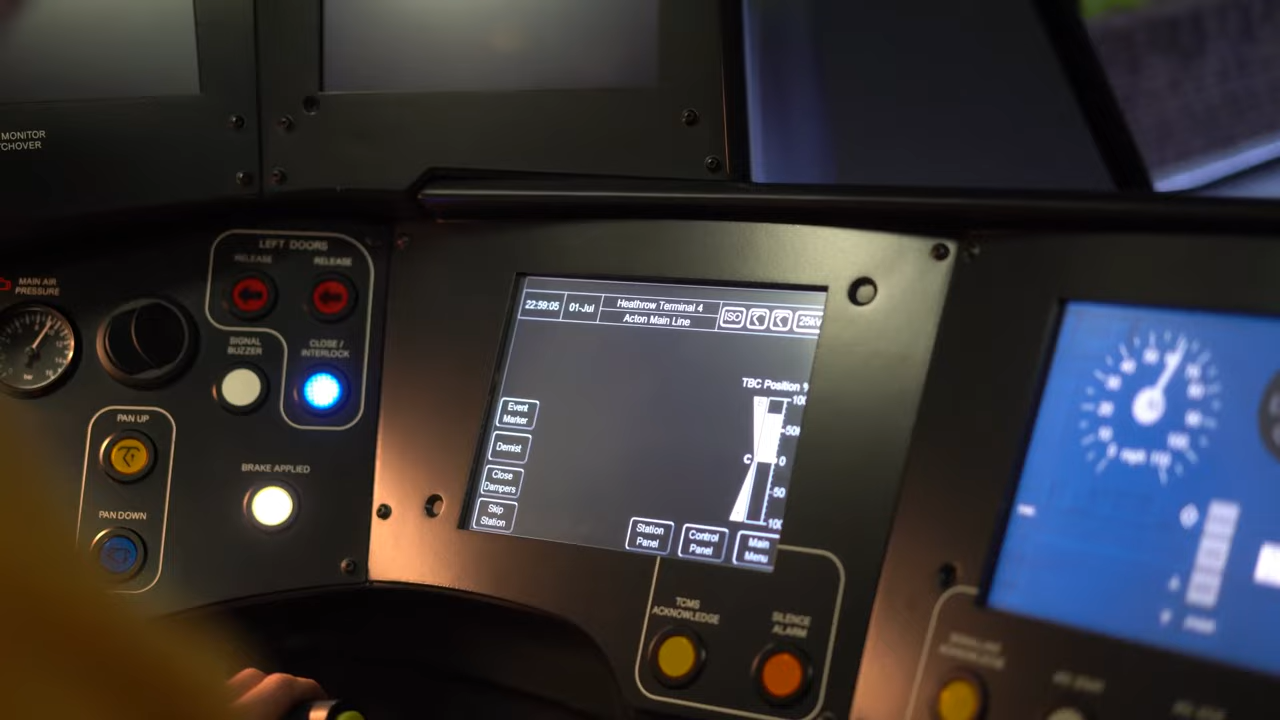 MONITOR
LEFT DOORS
RELEASE
RELEASE
MAIN AIR
PRESSURE
bar
SIGNAL
BUZZER
CLOSE /
INTERLOCK
PAN UP
PAN DOWN
BRAKE APPLIED
22:59:05
01-Jul
Heathrow Terminal 4
Acton Main Line
ISO
25kV
TBC Position %
100
50
C
0
50
100
Event
Marker
Demist
Close
Dampers
Skip
Station
Station
Panel
Control
Panel
Main
Menu
TCMS
ACKNOWLEDGE
SILENCE
ALARM